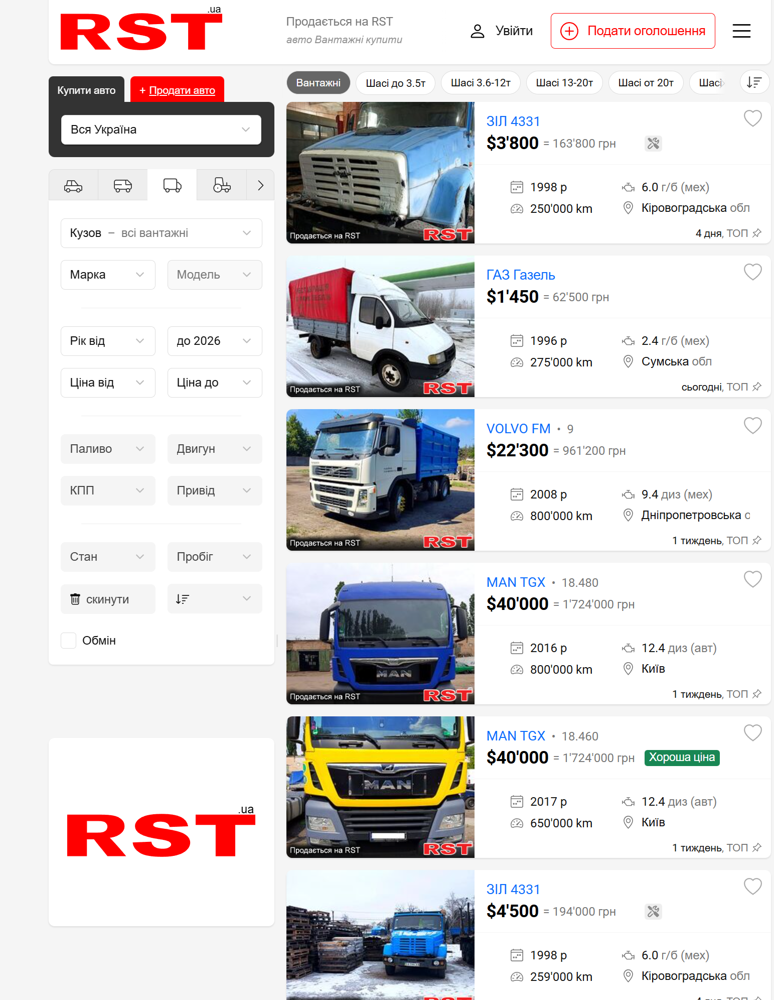 RST.ua
Продається на RST
авто Вантажні купити
Увійти
Подати оголошення
Купити авто
+ Продати авто
Вся Україна
Кузов – всі вантажні
Марка
Модель
Рік від
до 2026
Ціна від
Ціна до
Паливо
Двигун
КПП
Привід
Стан
Пробіг
скинути
Обмін
RST.ua
Вантажні
Шасі до 3.5т
Шасі 3.6-12т
Шасі 13-20т
Шасі от 20т
Шасі
Продається на RST
RST
ЗІЛ 4331
$3'800 = 163'800 грн
1998 р
6.0 г/б (мех)
250'000 km
Кіровоградська обл
4 дня, ТОП
Продається на RST
RST
ГАЗ Газель
$1'450 = 62'500 грн
1996 р
2.4 г/б (мех)
275'000 km
Сумська обл
сьогодні, ТОП
Продається на RST
RST
VOLVO FM • 9
$22'300 = 961'200 грн
2008 р
9.4 диз (мех)
800'000 km
Дніпропетровська о
1 тиждень, ТОП
MAN
Продається на RST
RST
MAN TGX • 18.480
$40'000 = 1'724'000 грн
2016 р
12.4 диз (авт)
800'000 km
Київ
1 тиждень, ТОП
MAN
Продається на RST
RST
MAN TGX • 18.460
$40'000 = 1'724'000 грн
Хороша ціна
2017 р
12.4 диз (авт)
650'000 km
Київ
1 тиждень, ТОП
ЗІЛ 4331
$4'500 = 194'000 грн
1998 р
6.0 г/б (мех)
259'000 km
Кіровоградська обл